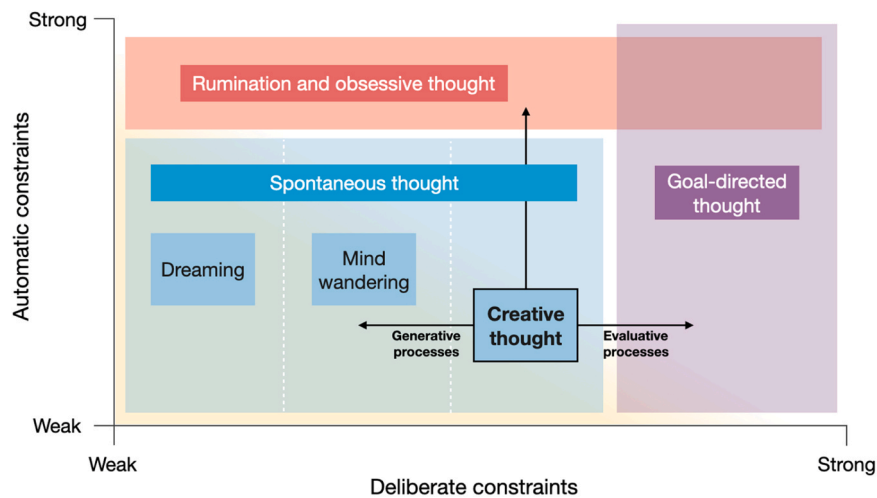 Strong
Automatic constraints
Rumination and obsessive thought
Spontaneous thought
Goal-directed
thought
Dreaming
Mind
wandering
Creative
thought
Generative
processes
Evaluative
processes
Weak
Weak
Strong
Deliberate constraints